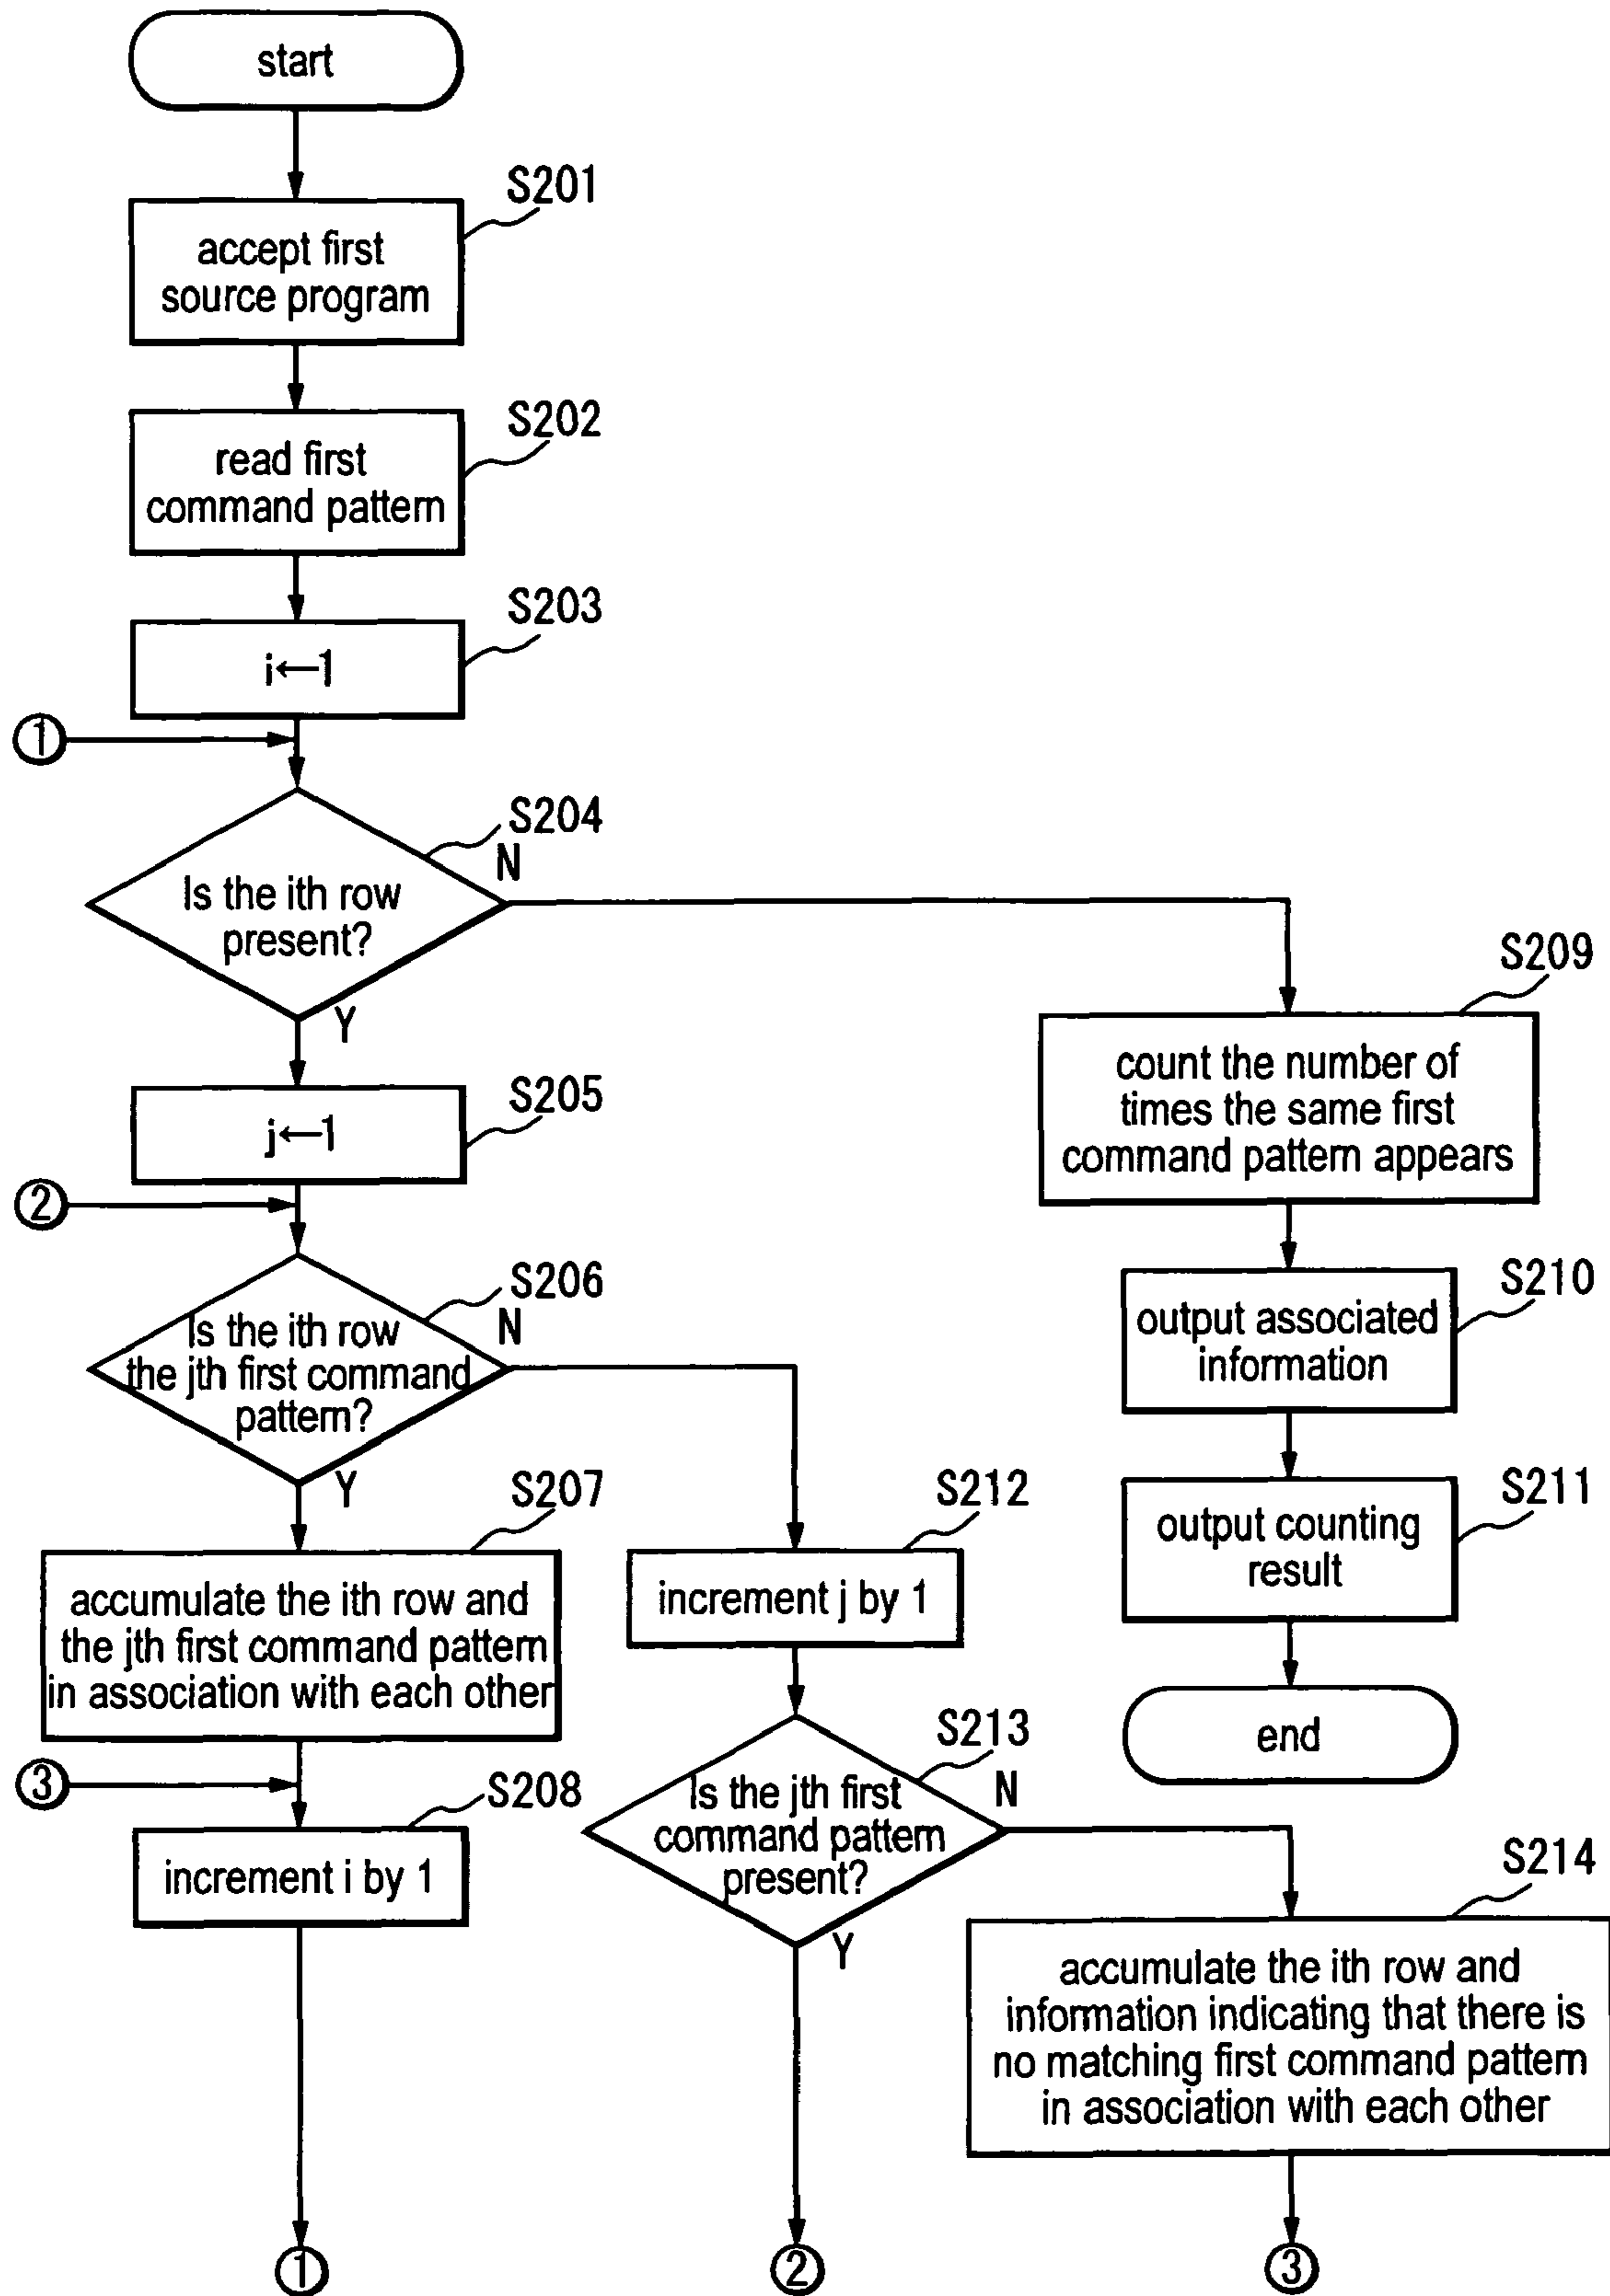 start
S201
accept first
source program
S202
read first
command pattern
S203
i←1
①
S204
N
Is the ith row
present?
Y
S205
j←1
②
S206
N
Is the ith row
the jth first command
pattern?
Y
S207
accumulate the ith row and
the jth first command pattern
in association with each other
③
S208
increment i by 1
①
S209
count the number of
times the same first
command pattern appears
S210
output associated
information
S211
output counting
result
end
S212
increment j by 1
S213
N
Is the jth first
command pattern
present?
Y
②
S214
accumulate the ith row and
information indicating that there is
no matching first command pattern
in association with each other
③